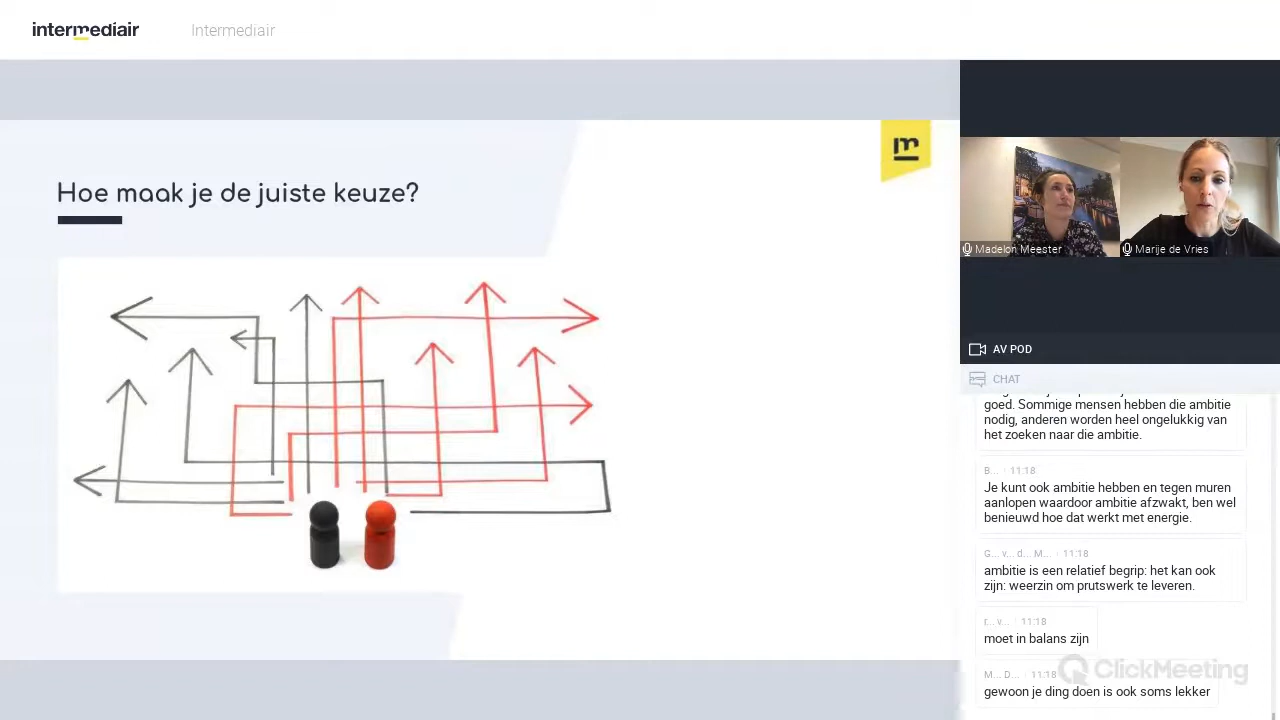 intermediair
Intermediair
m
Hoe maak je de juiste keuze?
Madelon Meester
Marije de Vries
AV POD
CHAT
goed. Sommige mensen hebben die ambitie
nodig, anderen worden heel ongelukkig van
het zoeken naar die ambitie.
B... 11:18
Je kunt ook ambitie hebben en tegen muren
aanlopen waardoor ambitie afzwakt, ben wel
benieuwd hoe dat werkt met energie.
G... v... d... M... 11:18
ambitie is een relatief begrip: het kan ook
zijn: weerzin om prutswerk te leveren.
r... v... 11:18
moet in balans zijn
M... D... 11:18
ClickMeeting
gewoon je ding doen is ook soms lekker